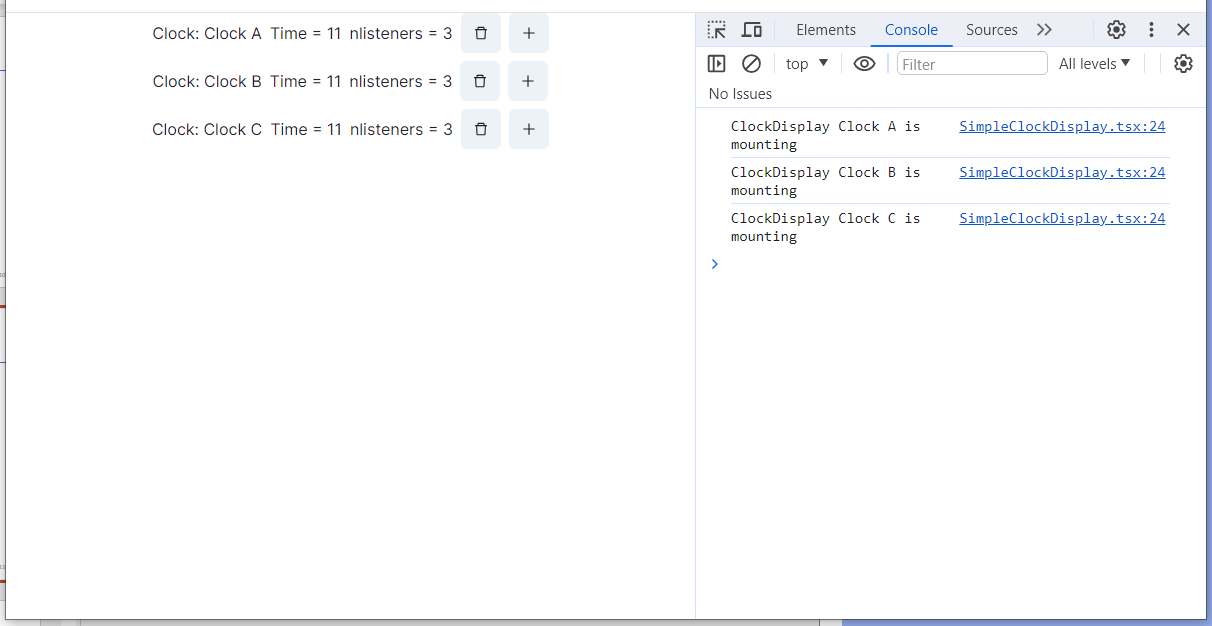 Clock: Clock A Time = 11 nlisteners = 3
Clock: Clock B Time = 11 nlisteners = 3
Clock: Clock C Time = 11 nlisteners = 3
Elements Console Sources
top Filter All levels
No Issues
ClockDisplay Clock A is SimpleClockDisplay.tsx:24
mounting
ClockDisplay Clock B is SimpleClockDisplay.tsx:24
mounting
ClockDisplay Clock C is SimpleClockDisplay.tsx:24
mounting